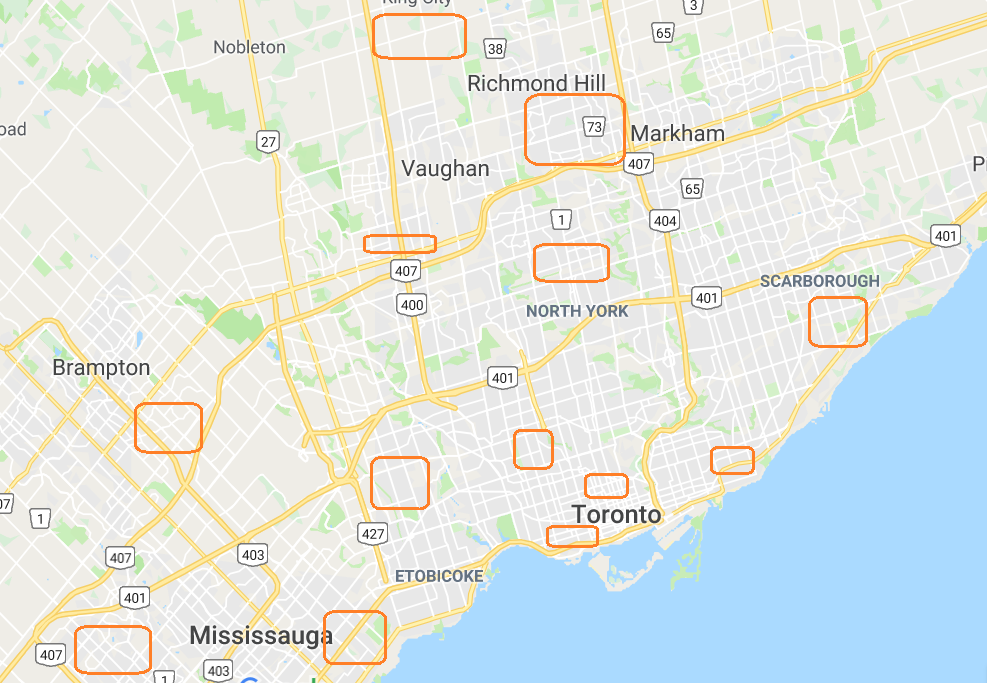 King City
3
Nobleton
38
65
Richmond Hill
73
Markham
27
407
Vaughan
65
1
404
401
407
400
SCARBOROUGH
401
NORTH YORK
Brampton
401
Toronto
1
427
407
403
ETOBICOKE
401
Mississauga
407
403
1